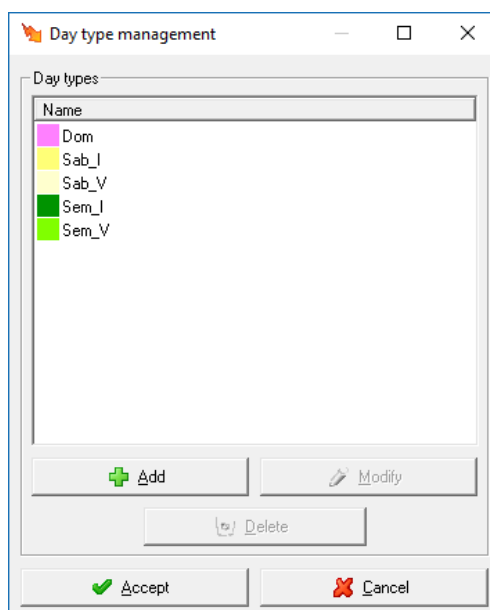 Day type management
Day types
Name
Dom
Sab_I
Sab_V
Sem_I
Sem_V
Add
Modify
Delete
Accept
Cancel